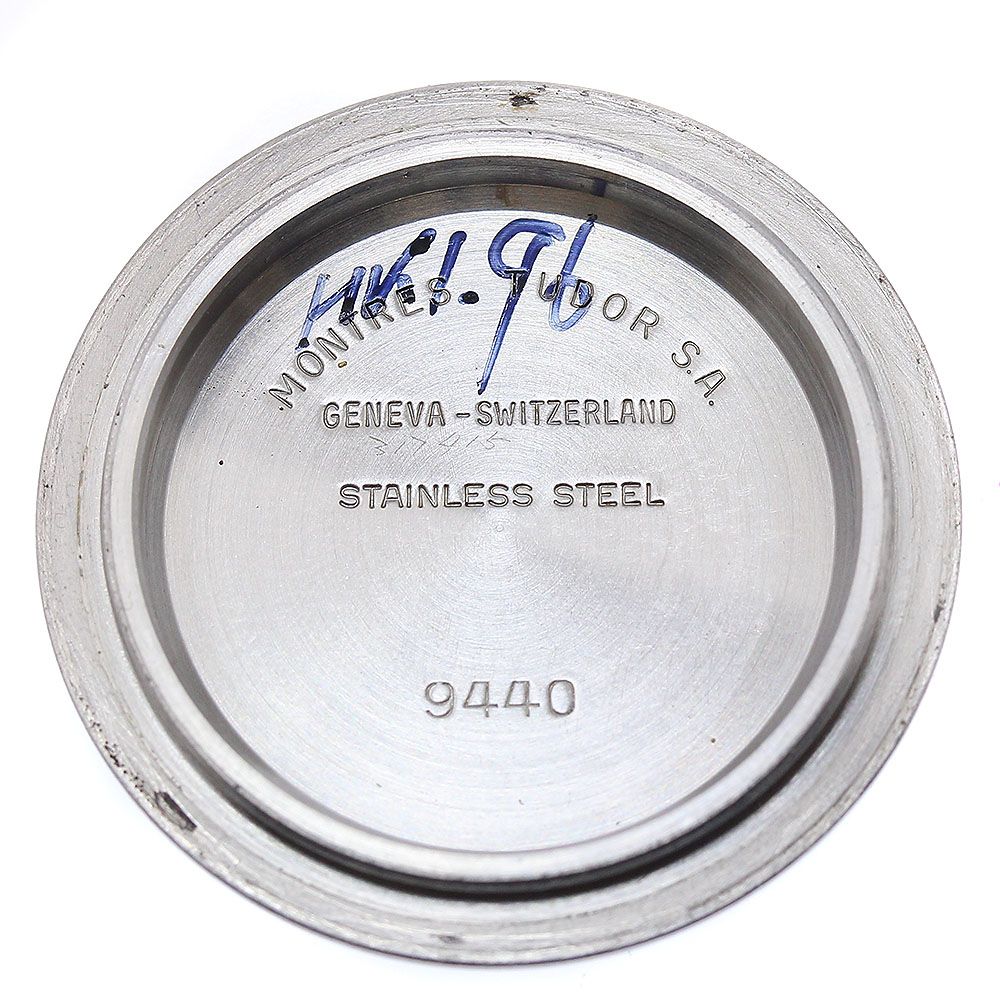 HK1.96
MONTRES TUDOR S.A.
GENEVA - SWITZERLAND
STAINLESS STEEL
9440